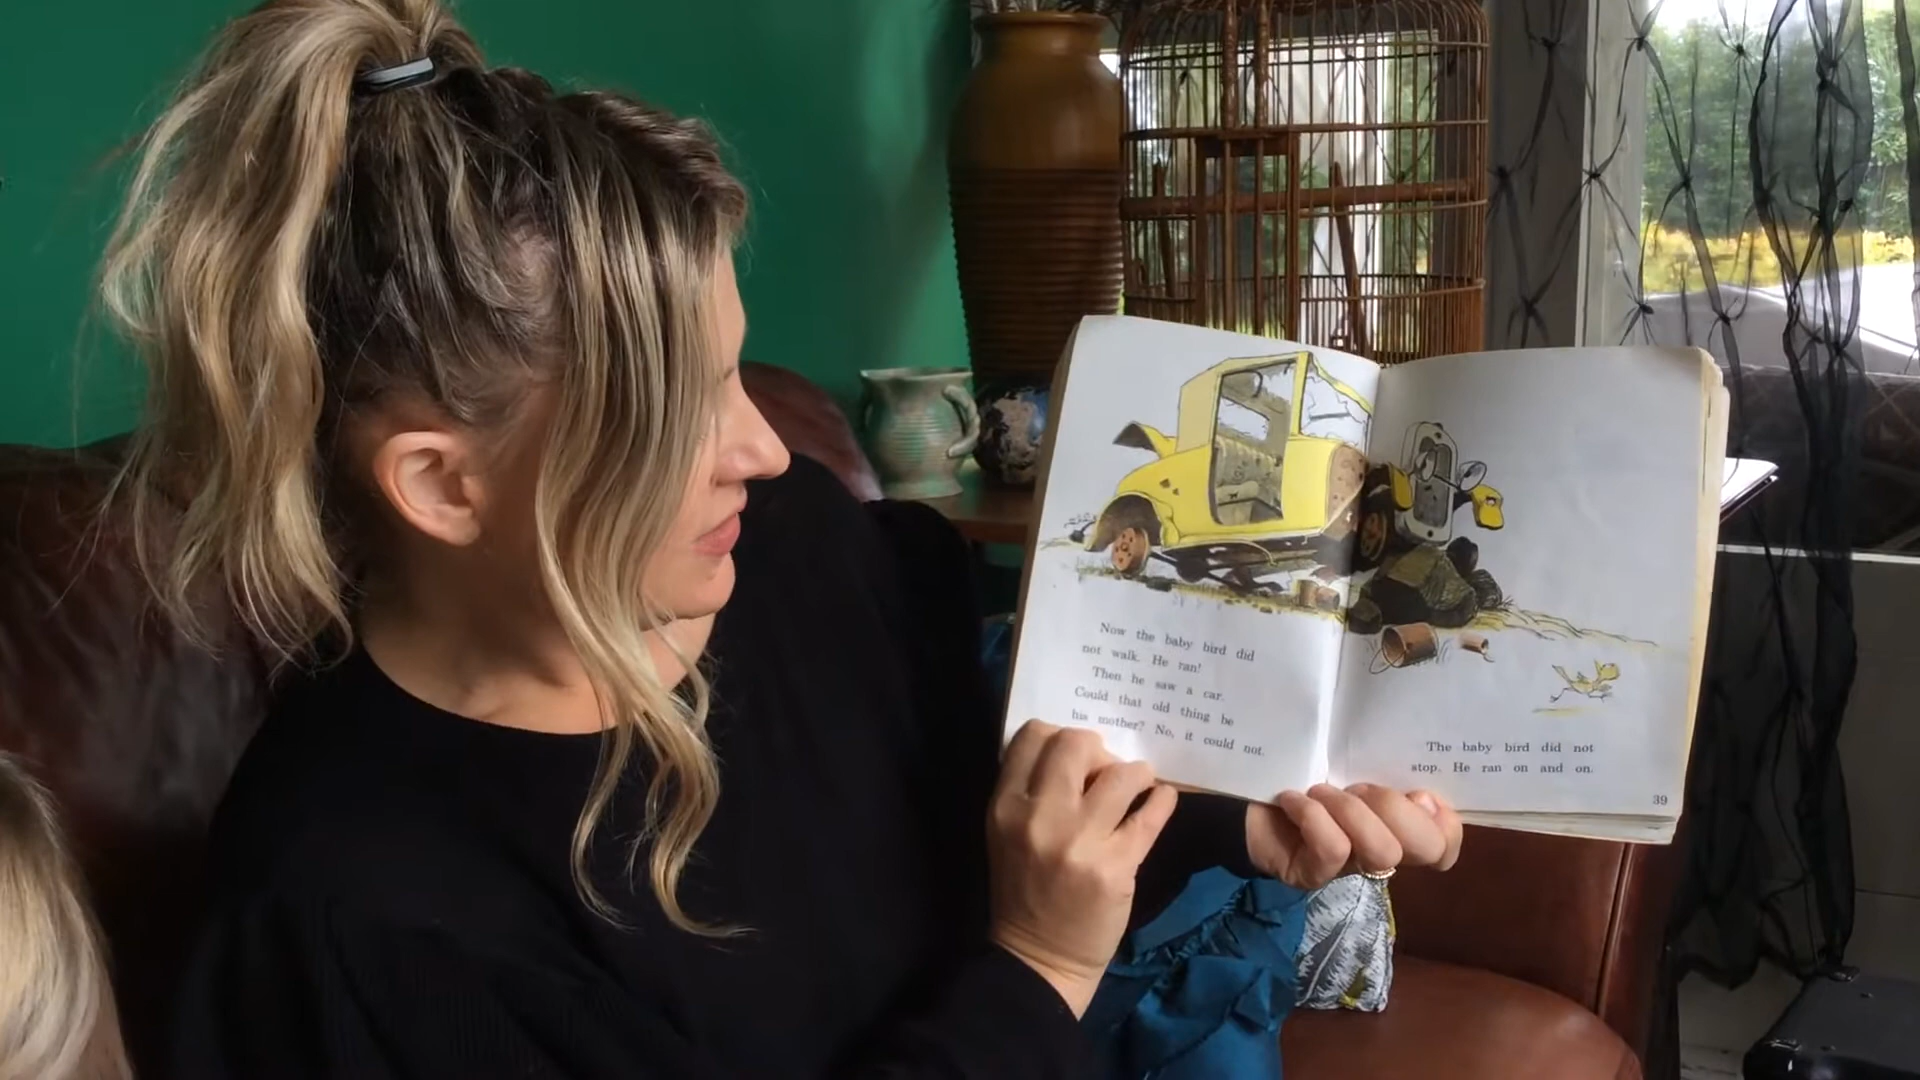 Now the baby bird did
not walk. He ran!
Then he saw a car.
Could that old thing be
his mother? No, it could not.
The baby bird did not
stop. He ran on and on.
39